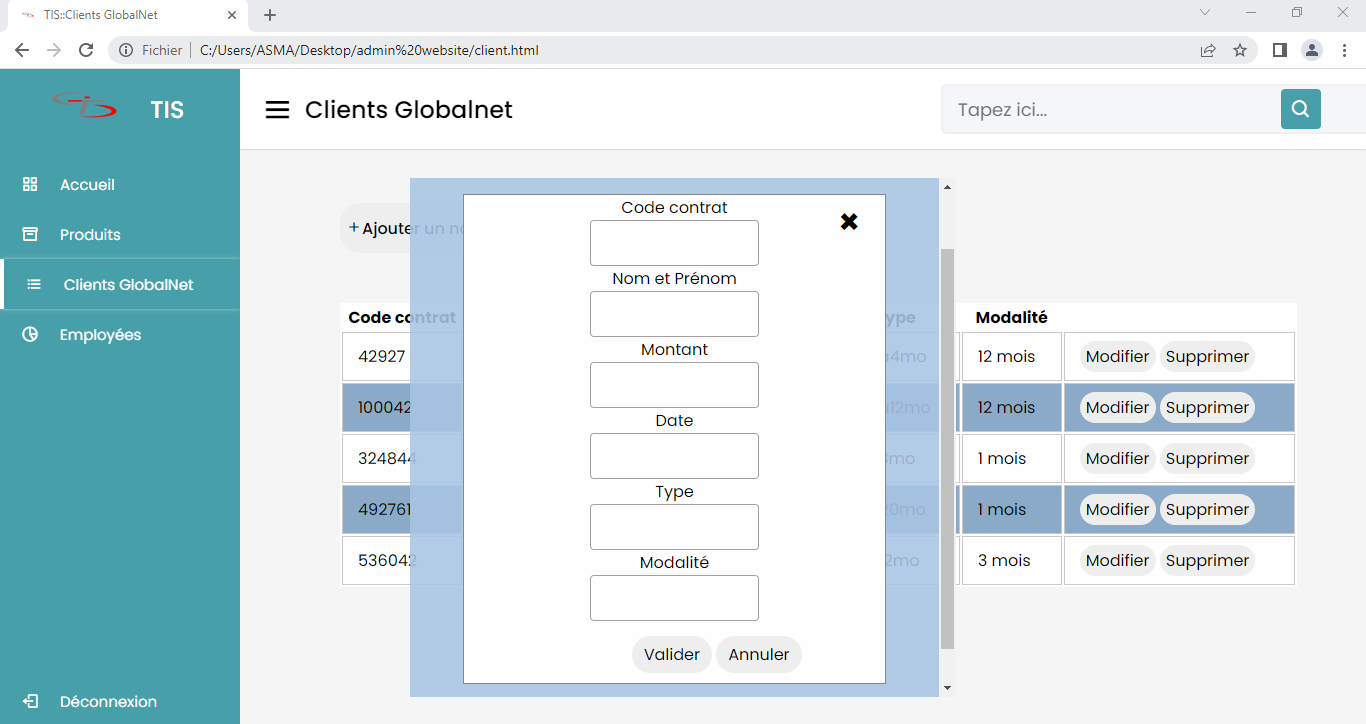 TIS::Clients GlobalNet
Fichier
C:/Users/ASMA/Desktop/admin%20website/client.html
TIS
Clients Globalnet
Tapez ici...
Accueil
Produits
Clients GlobalNet
Employées
Déconnexion
+ Ajouter un
Code contrat
Nom et Prénom
Montant
Date
Type
Modalité
Valider Annuler
Code contrat ype Modalité
42927 4mo 12 mois Modifier Supprimer
100042 12mo 12 mois Modifier Supprimer
324844 mo 1 mois Modifier Supprimer
492761 0mo 1 mois Modifier Supprimer
536042 2mo 3 mois Modifier Supprimer